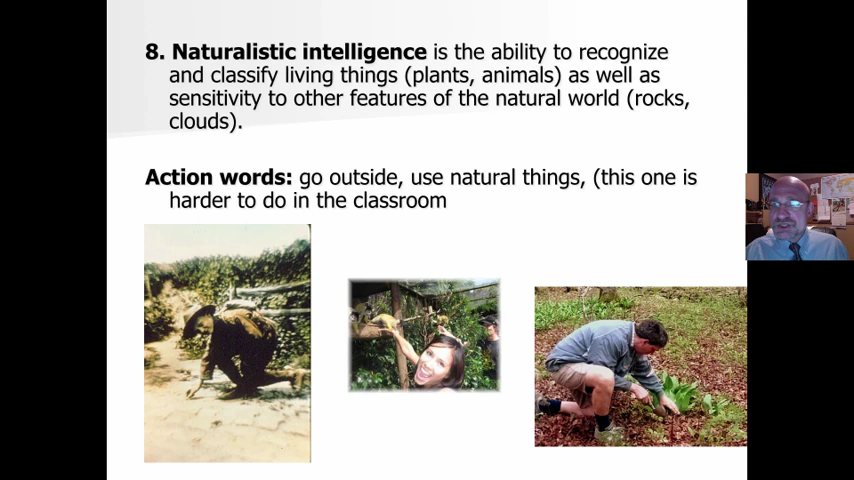 8. Naturalistic intelligence is the ability to recognize
and classify living things (plants, animals) as well as
sensitivity to other features of the natural world (rocks,
clouds).
Action words: go outside, use natural things, (this one is
harder to do in the classroom